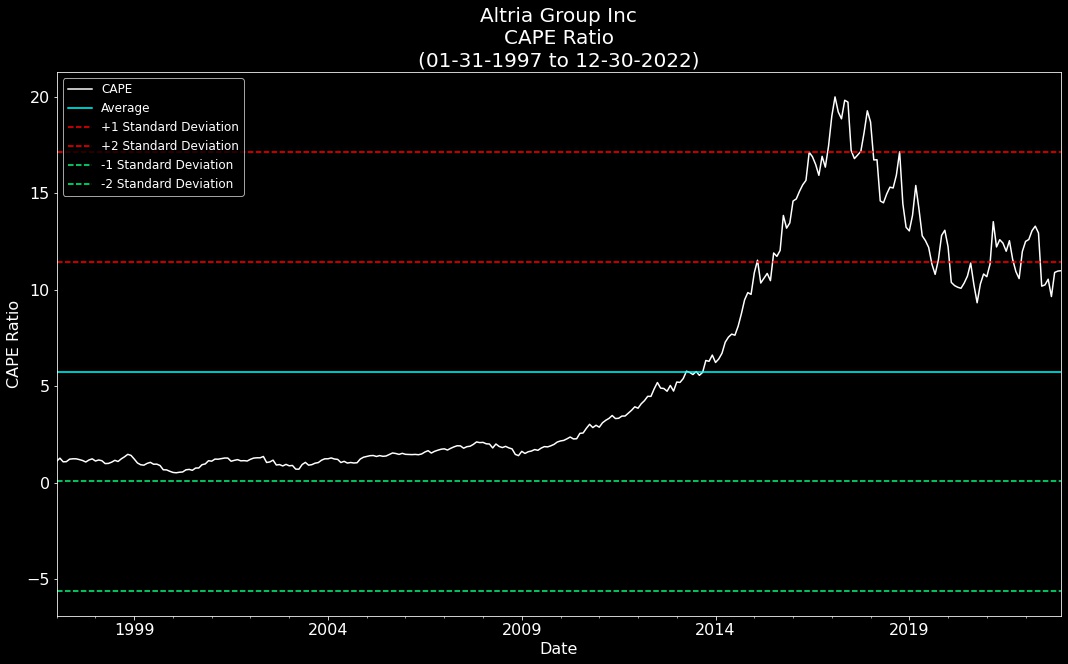 Altria Group Inc
CAPE Ratio
(01-31-1997 to 12-30-2022)
CAPE
Average
+1 Standard Deviation
+2 Standard Deviation
-1 Standard Deviation
-2 Standard Deviation
CAPE Ratio
20
15
10
5
0
−5
1999 2004 2009 2014 2019
Date